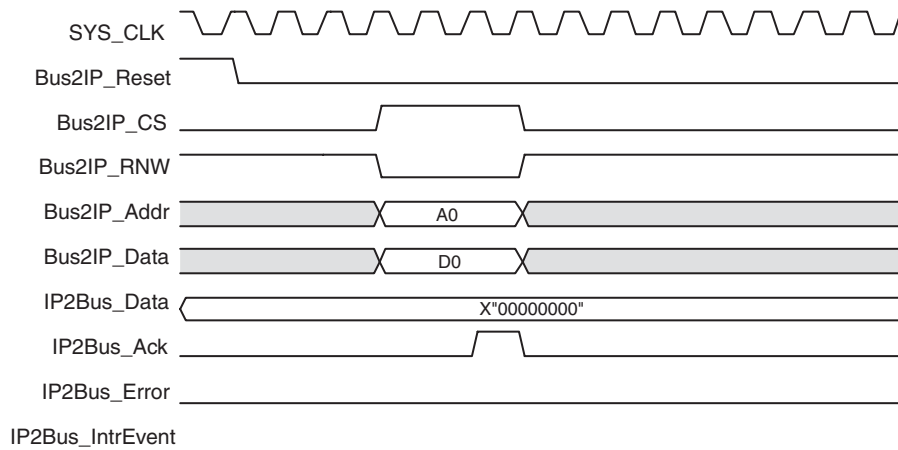 SYS_CLK
Bus2IP_Reset
Bus2IP_CS
Bus2IP_RNW
Bus2IP_Addr A0
Bus2IP_Data D0
IP2Bus_Data X"00000000"
IP2Bus_Ack
IP2Bus_Error
IP2Bus_IntrEvent